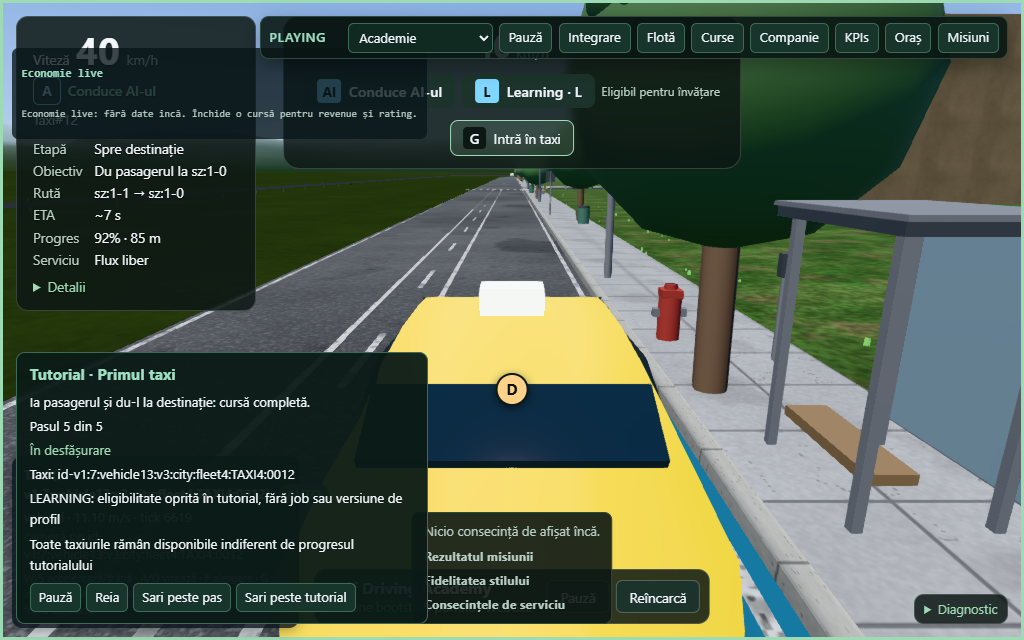 PLAYING
Academie
Pauză
Integrare
Flotă
Curse
Companie
KPIs
Oraș
Misiuni
Viteză 40 km/h
Economie live
A Conduce AI-ul
Economie live: fără date încă. Închide o cursă pentru revenue și rating.
Taxi#12
AI Conduce AI-ul
L Learning · L
Eligibil pentru învățare
G Intră în taxi
Etapă Spre destinație
Obiectiv Du pasagerul la sz:1-0
Rută sz:1-1 → sz:1-0
ETA ~7 s
Progres 92% · 85 m
Serviciu Flux liber
▶ Detalii
D
Tutorial · Primul taxi
Ia pasagerul și du-l la destinație: cursă completă.
Pasul 5 din 5
În desfășurare
Taxi: id-v1:7:vehicle13:v3:city:fleet4:TAXI4:0012
LEARNING: eligibilitate oprită în tutorial, fără job sau versiune de
profil
Toate taxiurile rămân disponibile indiferent de progresul
tutorialului
Pauză
Reia
Sari peste pas
Sari peste tutorial
Nicio consecință de afișat încă.
Rezultatul misiunii
Fidelitatea stilului
Consecințele de serviciu
Pauză
Reîncarcă
▶ Diagnostic